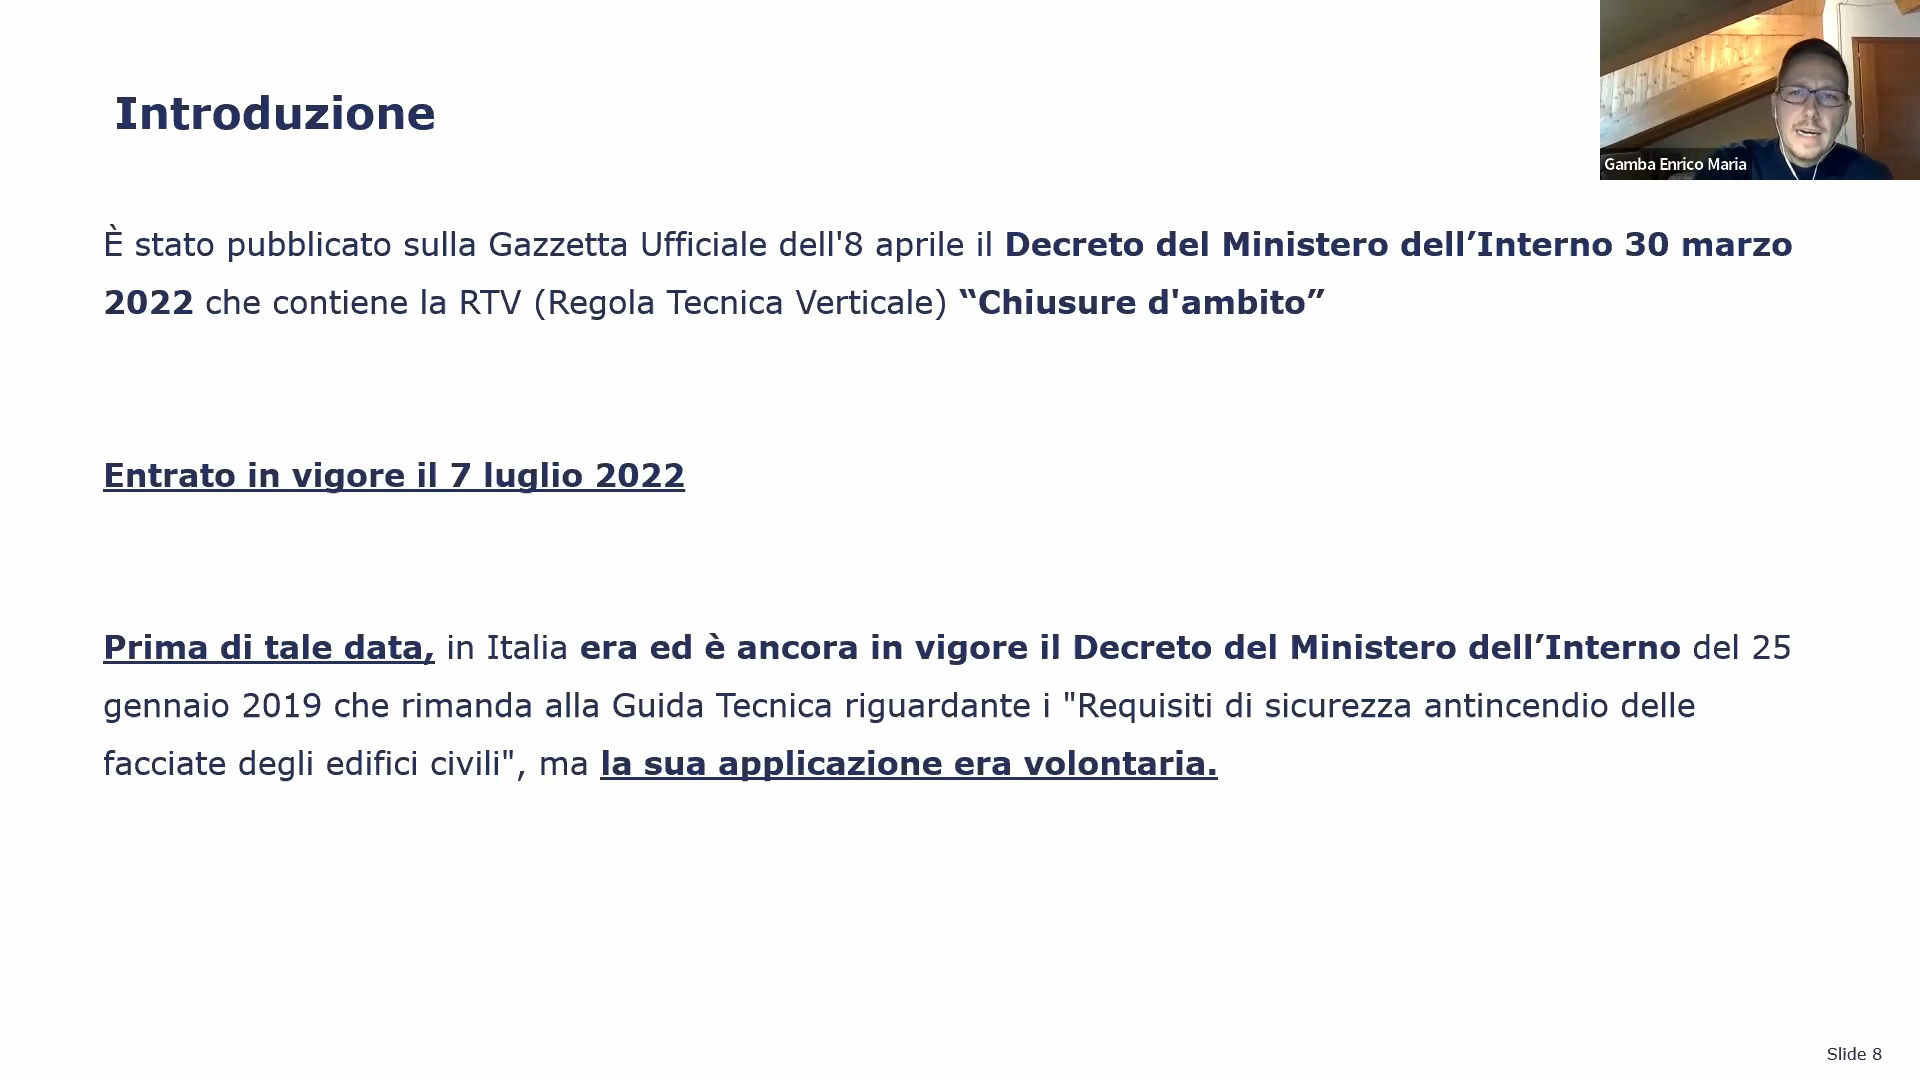 Introduzione
Gamba Enrico Maria
È stato pubblicato sulla Gazzetta Ufficiale dell'8 aprile il Decreto del Ministero dell’Interno 30 marzo
2022 che contiene la RTV (Regola Tecnica Verticale) “Chiusure d'ambito”
Entrato in vigore il 7 luglio 2022
Prima di tale data, in Italia era ed è ancora in vigore il Decreto del Ministero dell’Interno del 25
gennaio 2019 che rimanda alla Guida Tecnica riguardante i "Requisiti di sicurezza antincendio delle
facciate degli edifici civili", ma la sua applicazione era volontaria.
Slide 8